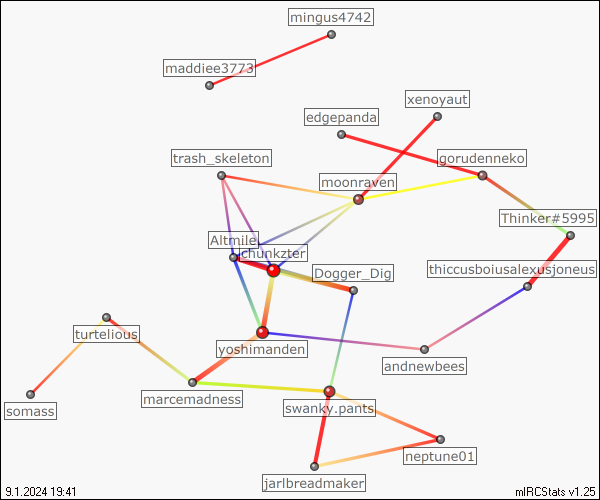 mingus4742
maddiee3773
xenoyaut
edgepanda
trash_skeleton
gorudenneko
moonraven
Thinker#5995
Altmile
chunkzter
thiccusboiusalexusjoneus
Dogger_Dig
turtelious
yoshimanden
andnewbees
marcemadness
somass
swanky.pants
neptune01
jarlbreadmaker
9.1.2024 19:41
mIRCStats v1.25